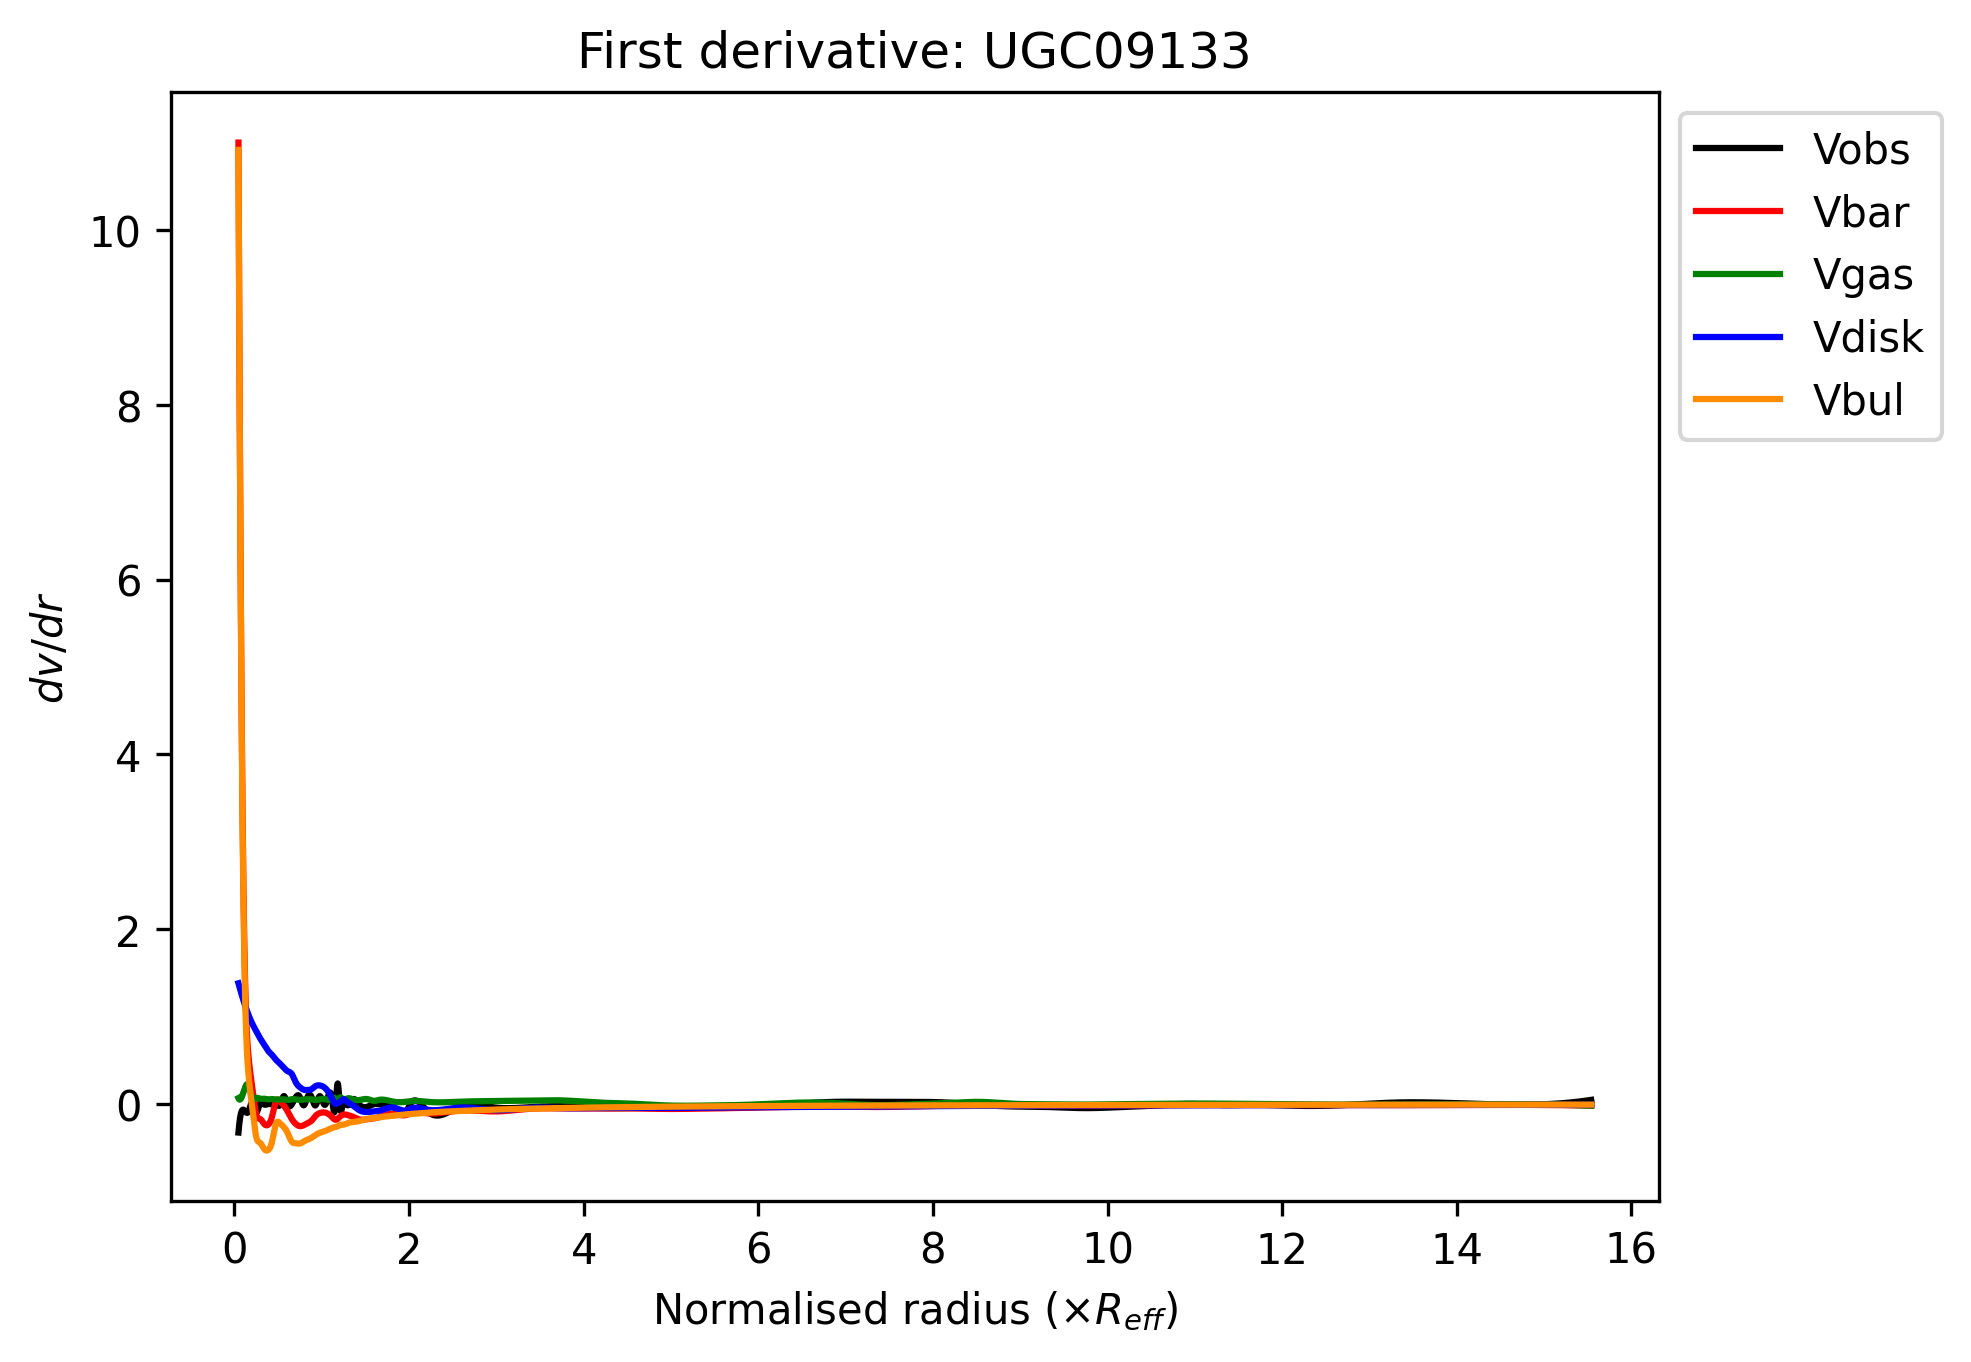 First derivative: UGC09133
Vobs
Vbar
Vgas
Vdisk
Vbul
10
8
6
4
2
0
dv/dr
0 2 4 6 8 10 12 14 16
Normalised radius (×R_eff)